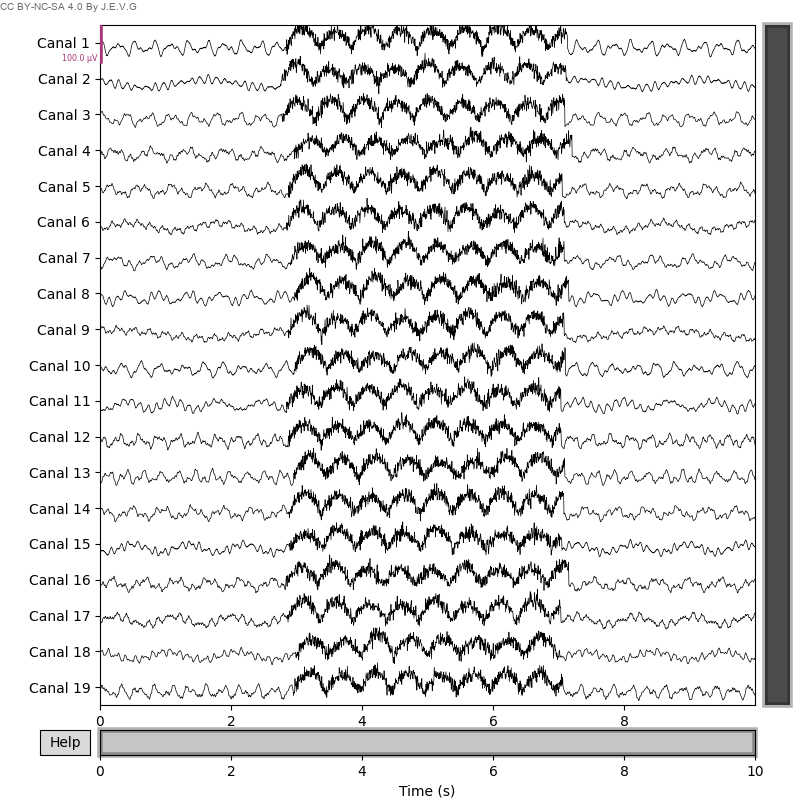 CC BY-NC-SA 4.0 By J.E.V.G
Canal 1
100.0 µV
Canal 2
Canal 3
Canal 4
Canal 5
Canal 6
Canal 7
Canal 8
Canal 9
Canal 10
Canal 11
Canal 12
Canal 13
Canal 14
Canal 15
Canal 16
Canal 17
Canal 18
Canal 19
0 2 4 6 8
Help
0 2 4 6 8 10
Time (s)